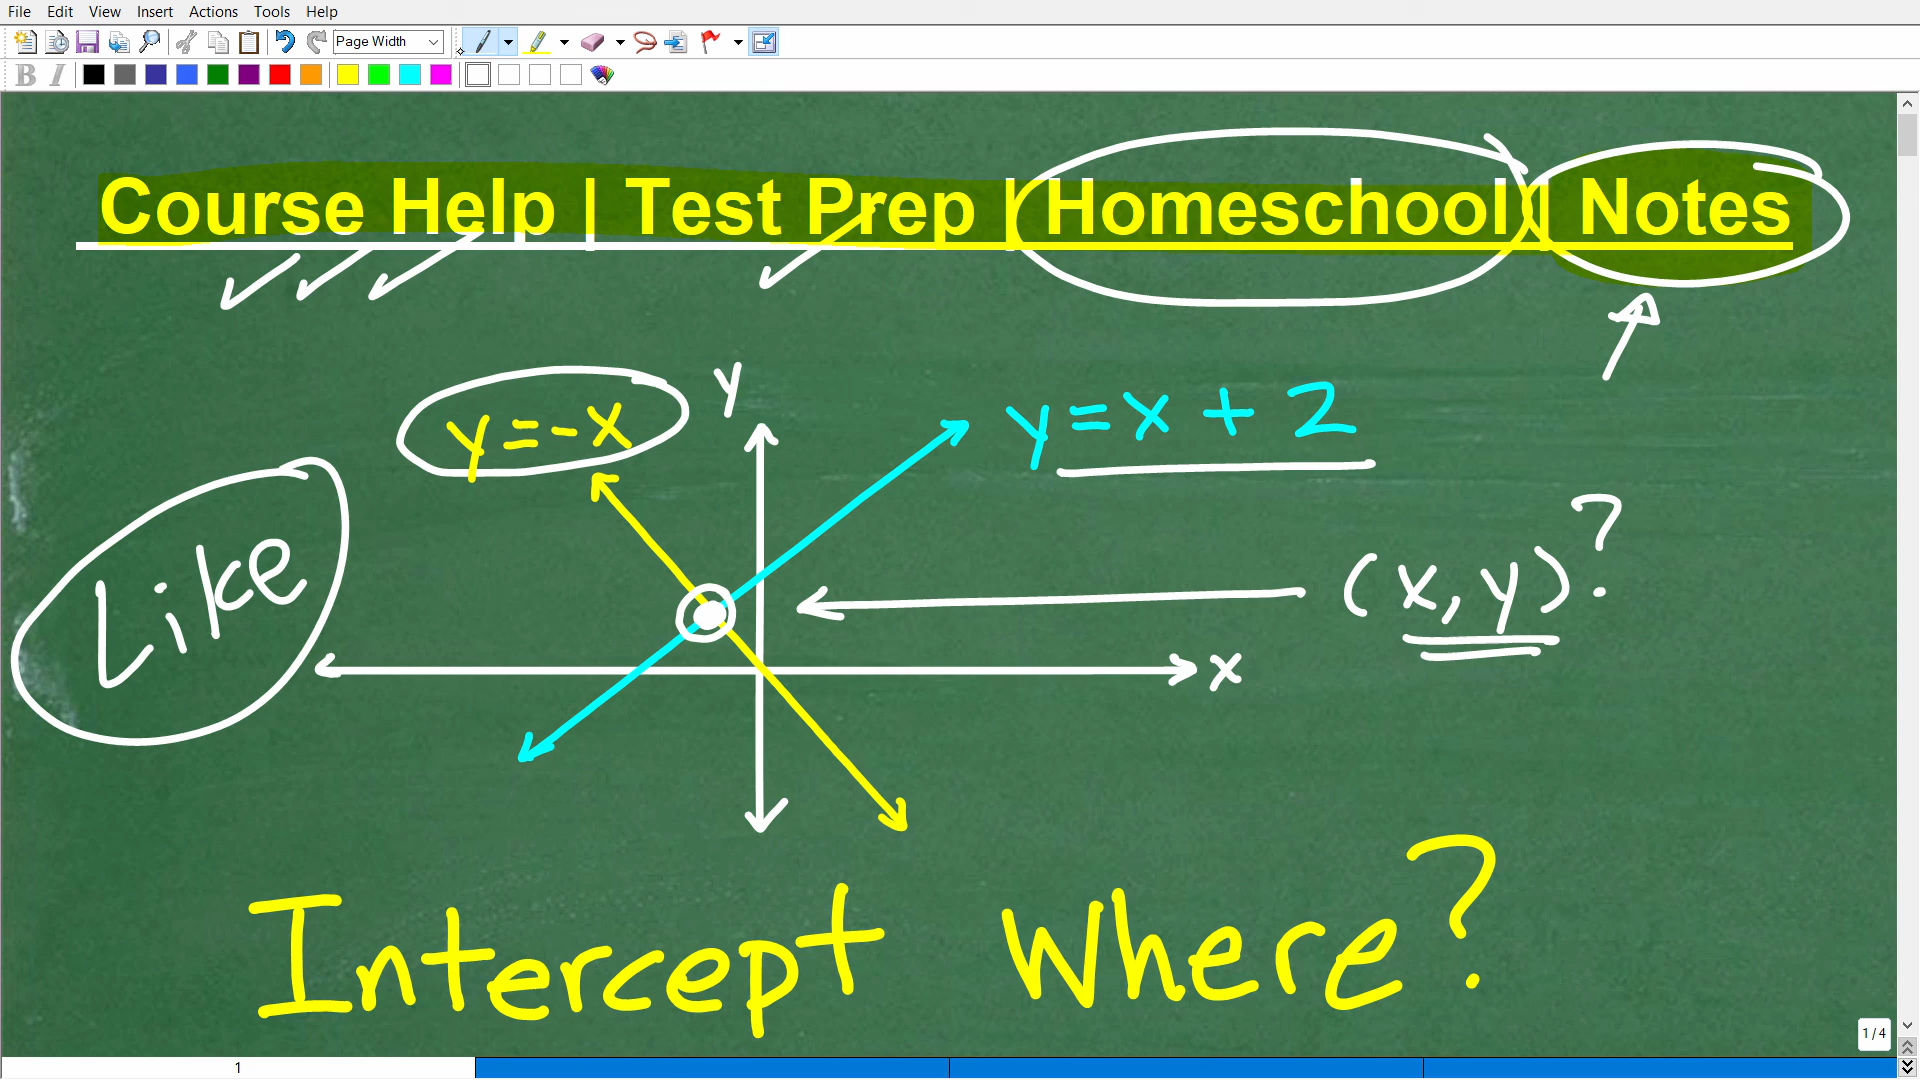 File Edit View Insert Actions Tools Help
Page Width
B I
Course Help | Test Prep | Homeschool | Notes
y
y = -x
y = x + 2
Like
(x, y)?
x
Intercept Where?
1 / 4
1